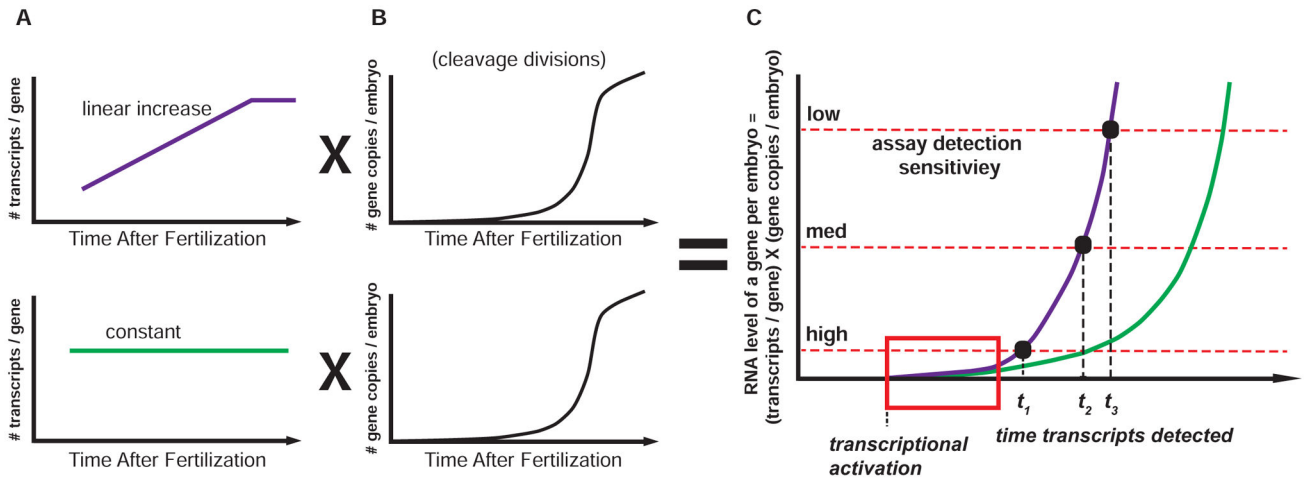 A
B
C
# transcripts / gene
linear increase
Time After Fertilization
X
# gene copies / embryo
(cleavage divisions)
Time After Fertilization
# transcripts / gene
constant
Time After Fertilization
X
# gene copies / embryo
Time After Fertilization
=
RNA level of a gene per embryo =
(transcripts / gene) X (gene copies / embryo)
low
assay detection
sensitiviey
med
high
t1
t2
t3
transcriptional
activation
time transcripts detected